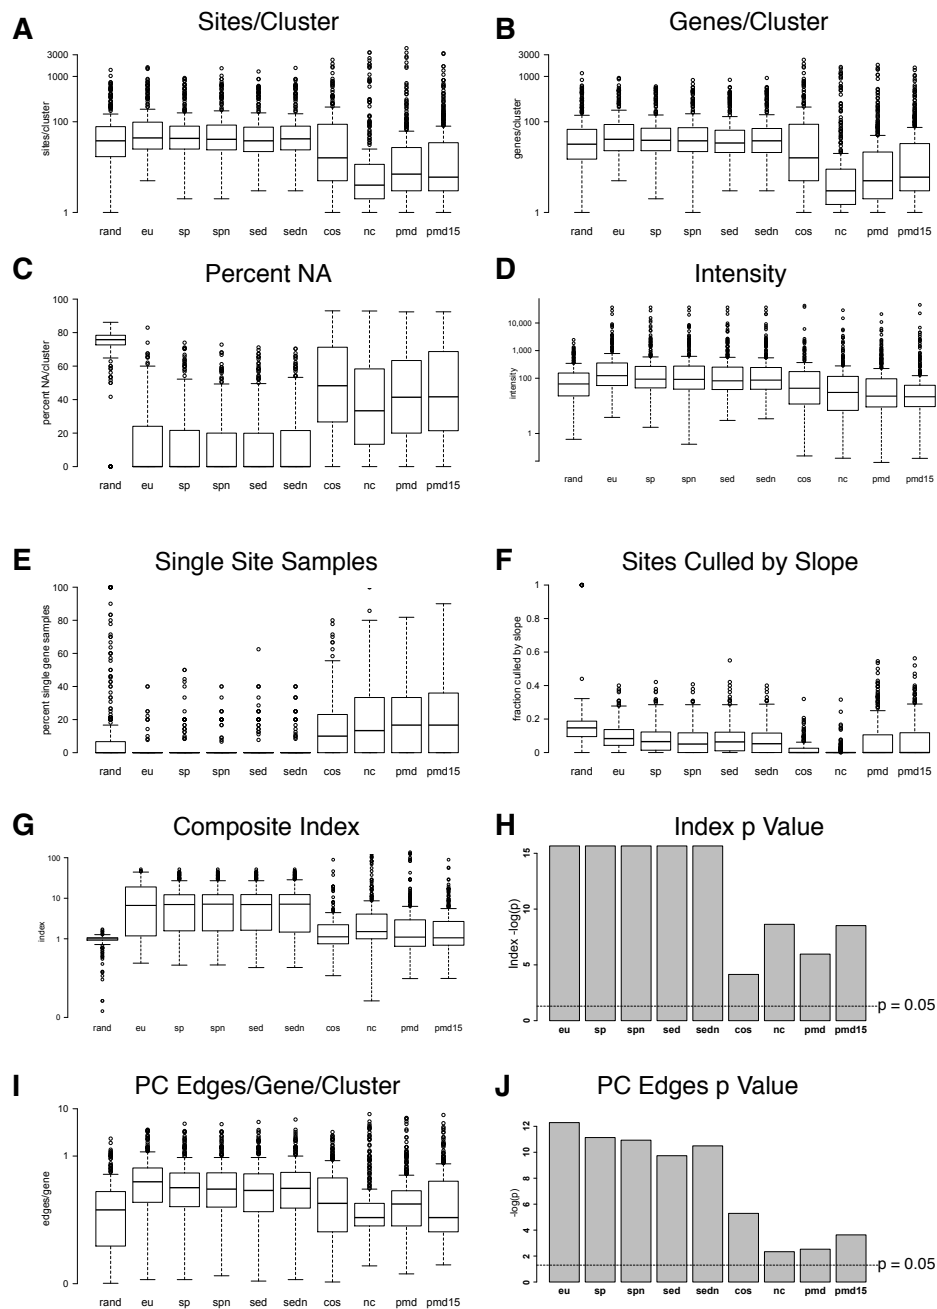 A Sites/Cluster
3000
1000
100
1
sites/cluster
rand eu sp spn sed sedn cos nc pmd pmd15
B Genes/Cluster
3000
1000
100
1
genes/cluster
rand eu sp spn sed sedn cos nc pmd pmd15
C Percent NA
100
80
60
40
20
0
percent NA/cluster
rand eu sp spn sed sedn cos nc pmd pmd15
D Intensity
10,000
1,000
100
1
intensity
rand eu sp spn sed sedn cos nc pmd pmd15
E Single Site Samples
100
80
60
40
20
0
percent single gene samples
rand eu sp spn sed sedn cos nc pmd pmd15
F Sites Culled by Slope
1
0.8
0.6
0.4
0.2
0
fraction culled by slope
rand eu sp spn sed sedn cos nc pmd pmd15
G Composite Index
100
10
1
0
index
rand eu sp spn sed sedn cos nc pmd pmd15
H Index p Value
15
10
5
0
Index -log(p)
p = 0.05
eu sp spn sed sedn cos nc pmd pmd15
I PC Edges/Gene/Cluster
10
1
0
edges/gene
rand eu sp spn sed sedn cos nc pmd pmd15
J PC Edges p Value
12
10
8
6
4
2
0
-log(p)
p = 0.05
eu sp spn sed sedn cos nc pmd pmd15